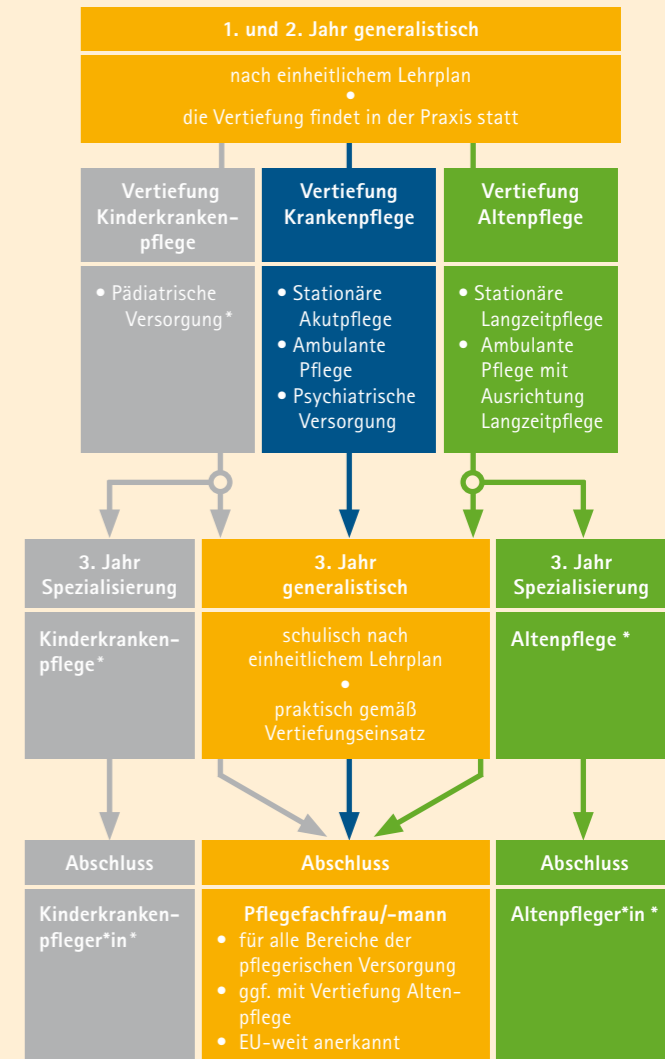 1. und 2. Jahr generalistisch
nach einheitlichem Lehrplan
•
die Vertiefung findet in der Praxis statt
Vertiefung
Kinderkranken-
pflege
• Pädiatrische
Versorgung*
Vertiefung
Krankenpflege
• Stationäre
Akutpflege
• Ambulante
Pflege
• Psychiatrische
Versorgung
Vertiefung
Altenpflege
• Stationäre
Langzeitpflege
• Ambulante
Pflege mit
Ausrichtung
Langzeitpflege
3. Jahr
Spezialisierung
Kinderkranken-
pflege*
3. Jahr
generalistisch
schulisch nach
einheitlichem Lehrplan
•
praktisch gemäß
Vertiefungseinsatz
3. Jahr
Spezialisierung
Altenpflege *
Abschluss
Kinderkranken-
pfleger*in*
Abschluss
Pflegefachfrau/-mann
• für alle Bereiche der
pflegerischen Versorgung
• ggf. mit Vertiefung Alten-
pflege
• EU-weit anerkannt
Abschluss
Altenpfleger*in *